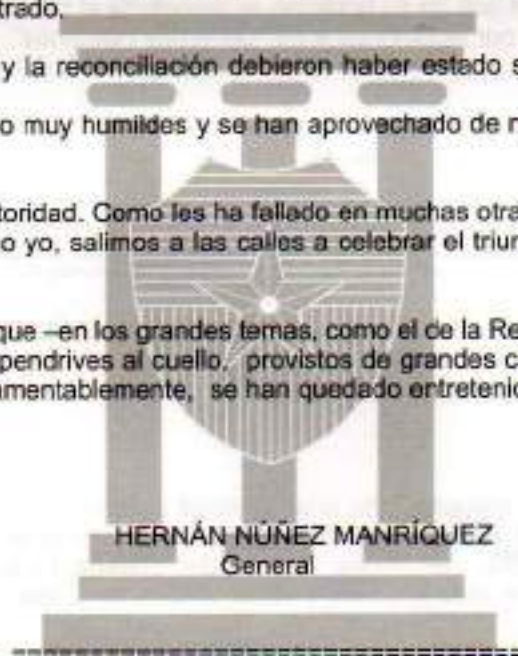 trado.
y la reconciliación debieron haber estado s
o muy humildes y se han aprovechado de n
toridad. Como les ha fallado en muchas otra
o yo, salimos a las calles a celebrar el triun
que –en los grandes temas, como el de la Re
pendrives al cuello, provistos de grandes c
amentablemente, se han quedado entretenid
HERNÁN NÚÑEZ MANRÍQUEZ
General